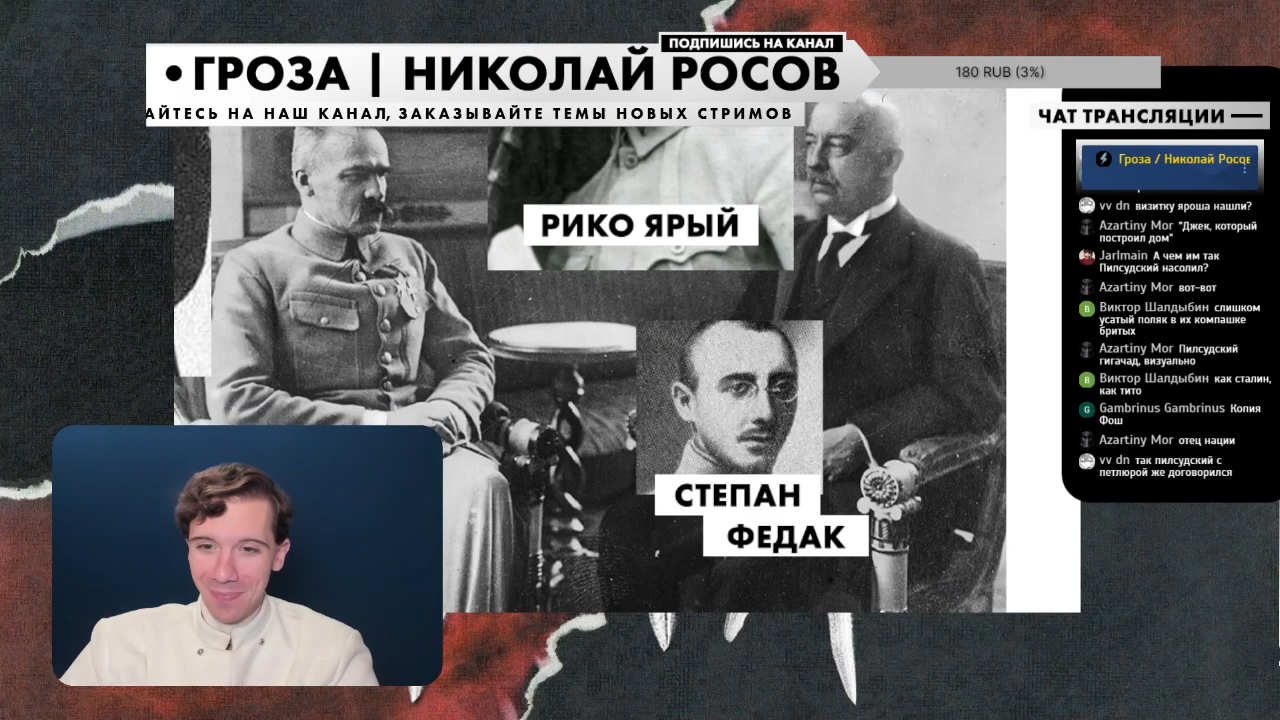 ПОДПИШИСЬ НА КАНАЛ
•ГРОЗА | НИКОЛАЙ РОСОВ
АЙТЕСЬ НА НАШ КАНАЛ, ЗАКАЗЫВАЙТЕ ТЕМЫ НОВЫХ СТРИМОВ
180 RUB (3%)
РИКО ЯРЫЙ
СТЕПАН
ФЕДАК
ЧАТ ТРАНСЛЯЦИИ
Гроза / Николай Росов
vv dn визитку яроша нашли?
Azartiny Mor "Джек, который
построил дом"
Jarlmain А чем им так
Пилсудский насолил?
Azartiny Mor вот-вот
Виктор Шалдыбин слишком
усатый поляк в их компашке
бритых
Azartiny Mor Пилсудский
гигачад, визуально
Виктор Шалдыбин как сталин,
как тито
Gambrinus Gambrinus Копия
Фош
Azartiny Mor отец нации
vv dn так пилсудский с
петлюрой же договорился